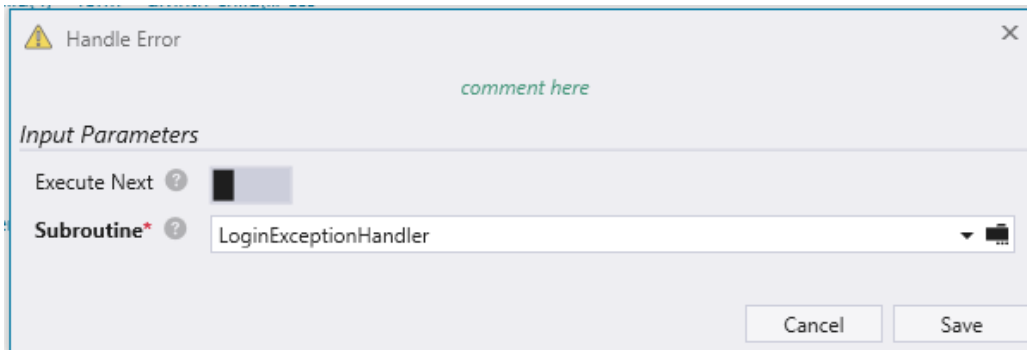 Handle Error
comment here
Input Parameters
Execute Next ?
Subroutine* ?
LoginExceptionHandler
Cancel
Save